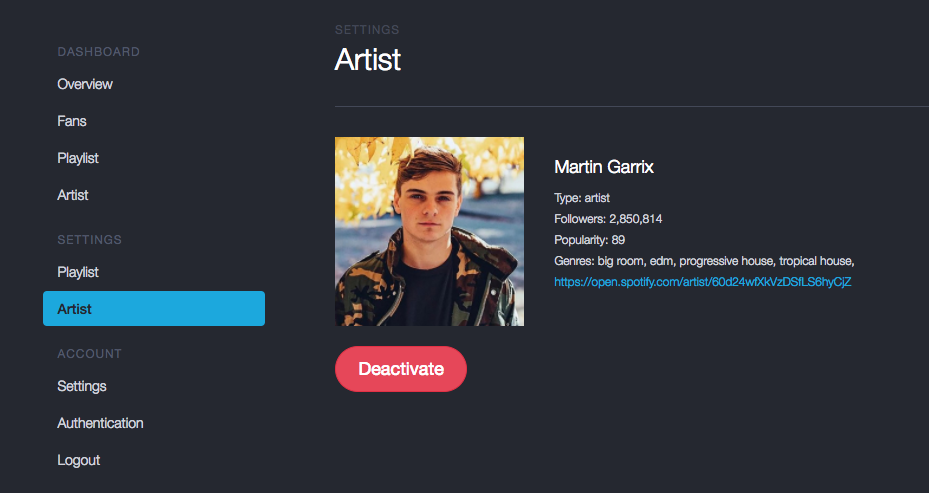 DASHBOARD
Overview
Fans
Playlist
Artist
SETTINGS
Playlist
Artist
ACCOUNT
Settings
Authentication
Logout
SETTINGS
Artist
Martin Garrix
Type: artist
Followers: 2,850,814
Popularity: 89
Genres: big room, edm, progressive house, tropical house,
https://open.spotify.com/artist/60d24wfXkVzDSfLS6hyCjZ
Deactivate